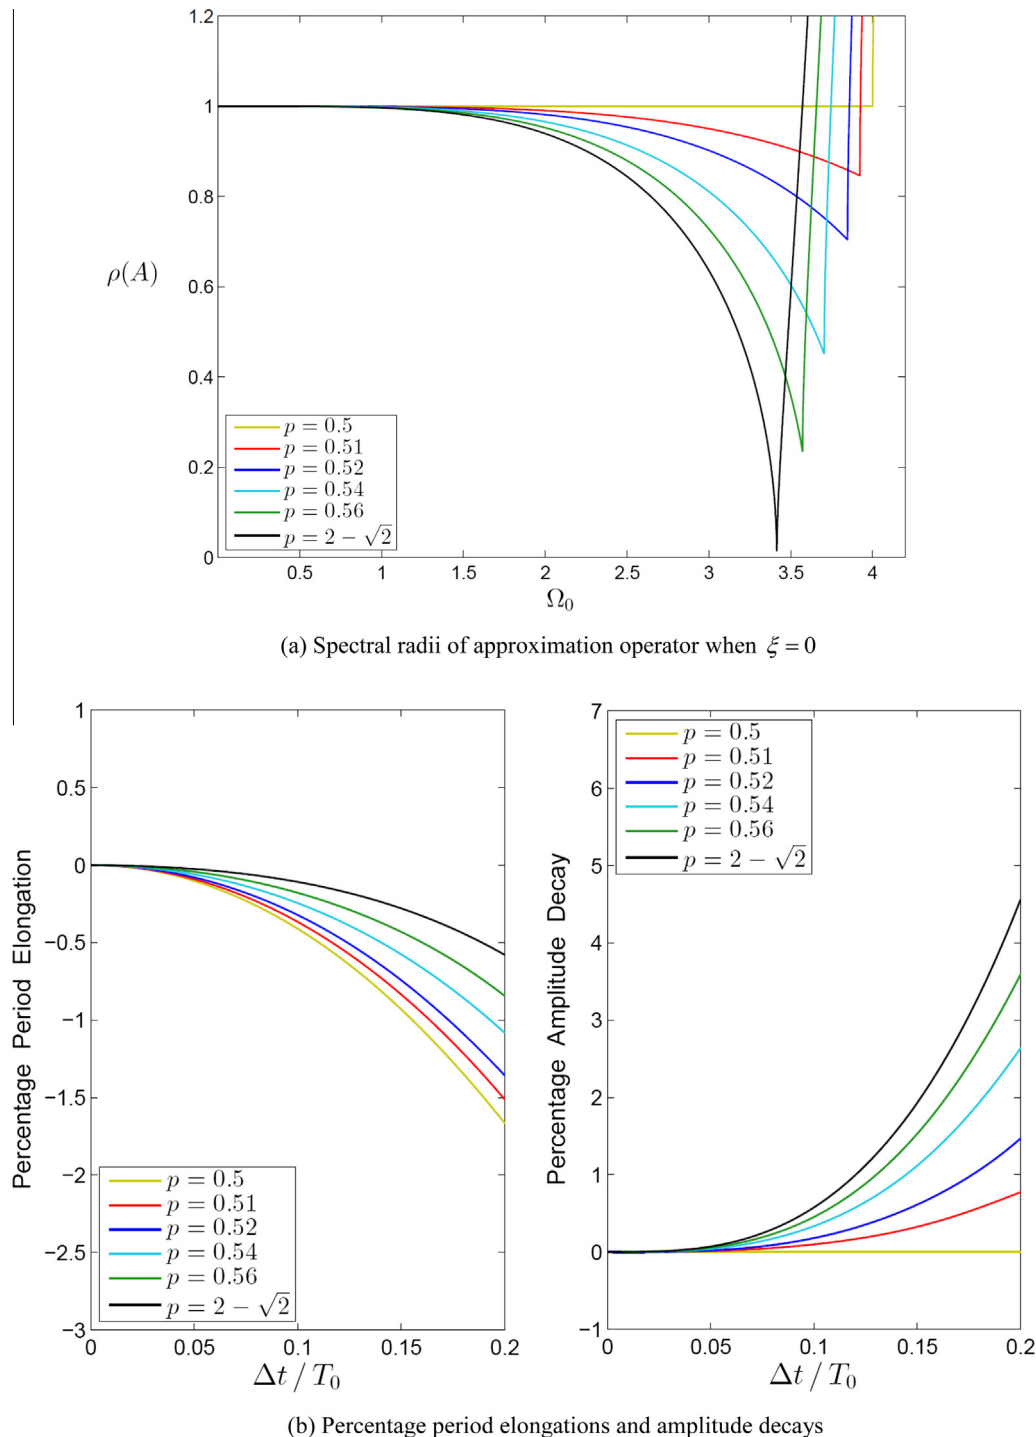 1.2
1
0.8
0.6
0.4
0.2
0
ρ(A)
p = 0.5
p = 0.51
p = 0.52
p = 0.54
p = 0.56
p = 2 − √2
0.5 1 1.5 2 2.5 3 3.5 4
Ω₀
(a) Spectral radii of approximation operator when ξ = 0
1
0.5
0
−0.5
−1
−1.5
−2
−2.5
−3
Percentage Period Elongation
p = 0.5
p = 0.51
p = 0.52
p = 0.54
p = 0.56
p = 2 − √2
0 0.05 0.1 0.15 0.2
Δt / T₀
7
6
5
4
3
2
1
0
−1
Percentage Amplitude Decay
p = 0.5
p = 0.51
p = 0.52
p = 0.54
p = 0.56
p = 2 − √2
0 0.05 0.1 0.15 0.2
Δt / T₀
(b) Percentage period elongations and amplitude decays